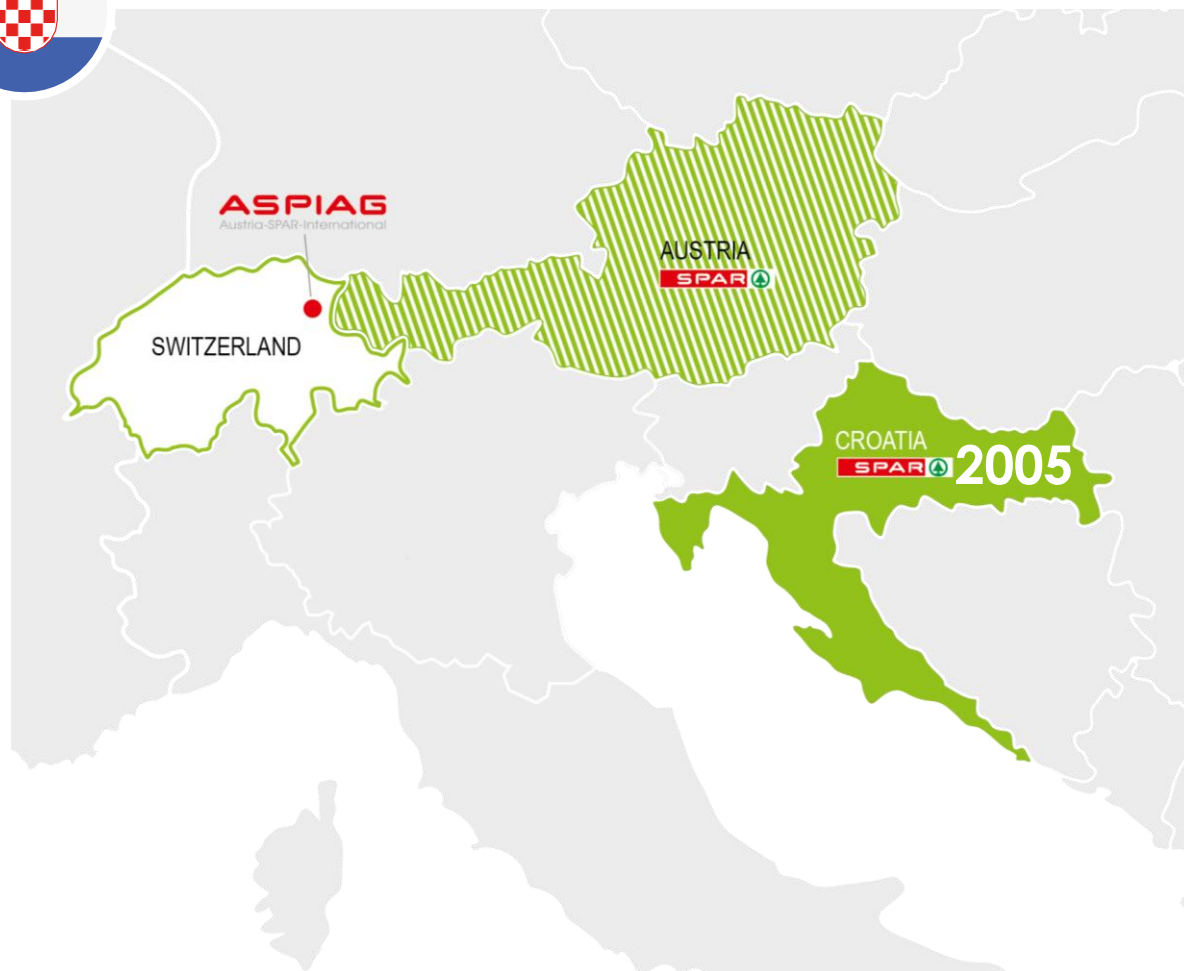 ASPIAG
Austria-SPAR-International
AUSTRIA
SPAR
SWITZERLAND
CROATIA
SPAR 2005